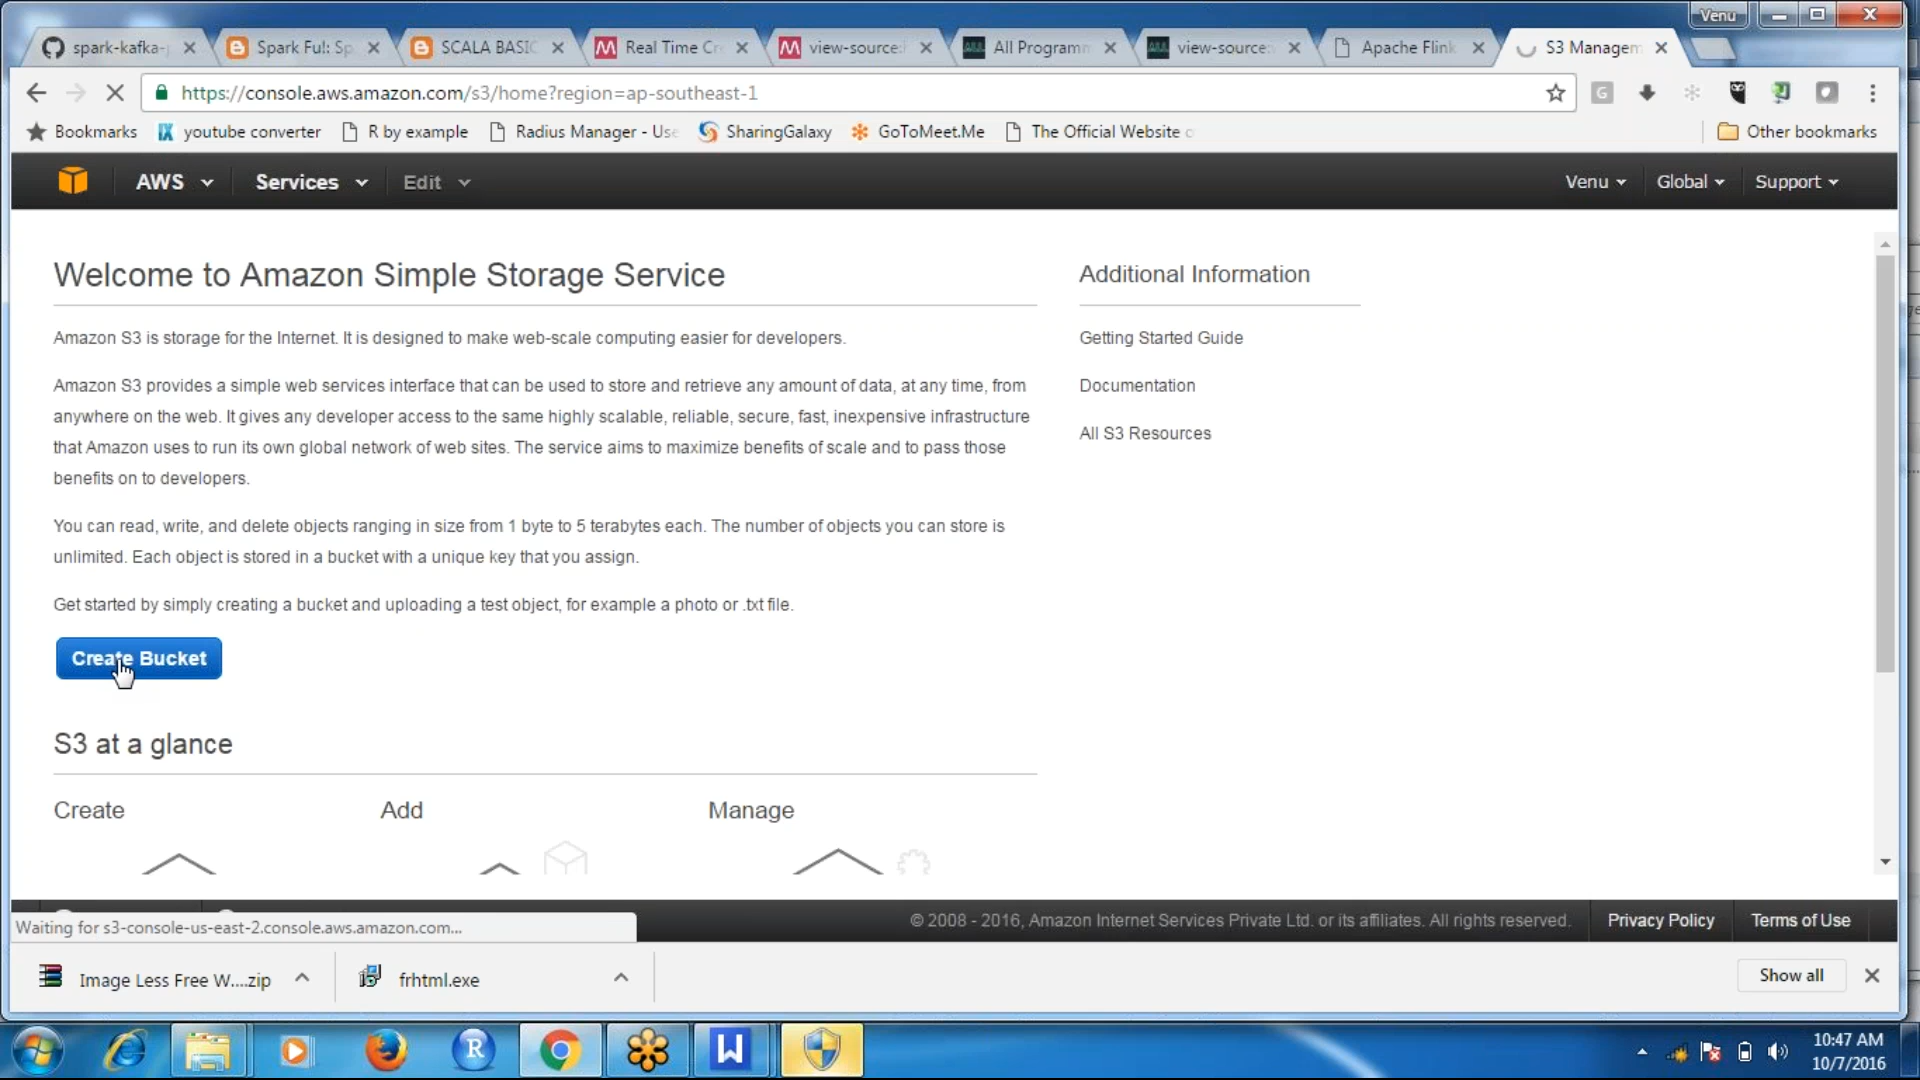 Venu
spark-kafka-
Spark Fu!: Sp
SCALA BASIC
Real Time Cr
view-source:
All Programm
view-source:
Apache Flink
S3 Managem
https://console.aws.amazon.com/s3/home?region=ap-southeast-1
Bookmarks
youtube converter
R by example
Radius Manager - Use
SharingGalaxy
GoToMeet.Me
The Official Website o
Other bookmarks
AWS
Services
Edit
Venu
Global
Support
Welcome to Amazon Simple Storage Service
Amazon S3 is storage for the Internet. It is designed to make web-scale computing easier for developers.
Amazon S3 provides a simple web services interface that can be used to store and retrieve any amount of data, at any time, from
anywhere on the web. It gives any developer access to the same highly scalable, reliable, secure, fast, inexpensive infrastructure
that Amazon uses to run its own global network of web sites. The service aims to maximize benefits of scale and to pass those
benefits on to developers.
You can read, write, and delete objects ranging in size from 1 byte to 5 terabytes each. The number of objects you can store is
unlimited. Each object is stored in a bucket with a unique key that you assign.
Get started by simply creating a bucket and uploading a test object, for example a photo or .txt file.
Create Bucket
Additional Information
Getting Started Guide
Documentation
All S3 Resources
S3 at a glance
Create
Add
Manage
Waiting for s3-console-us-east-2.console.aws.amazon.com...
© 2008 - 2016, Amazon Internet Services Private Ltd. or its affiliates. All rights reserved.
Privacy Policy
Terms of Use
Image Less Free W....zip
frhtml.exe
Show all
10:47 AM
10/7/2016